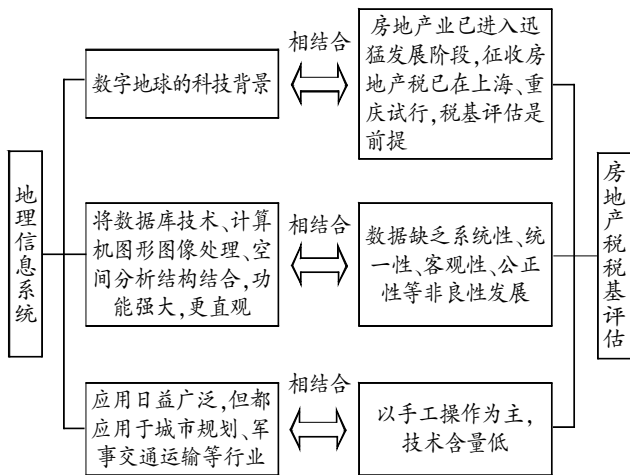 地理信息系统
数字地球的科技背景
相结合
房地产业已进入迅
猛发展阶段,征收房
地产税已在上海、重
庆试行,税基评估是
前提
将数据库技术、计算
机图形图像处理、空
间分析结构结合,功
能强大,更直观
相结合
数据缺乏系统性、统
一性、客观性、公正
性等非良性发展
应用日益广泛,但都
应用于城市规划、军
事交通运输等行业
相结合
以手工操作为主,
技术含量低
房地产税税基评估